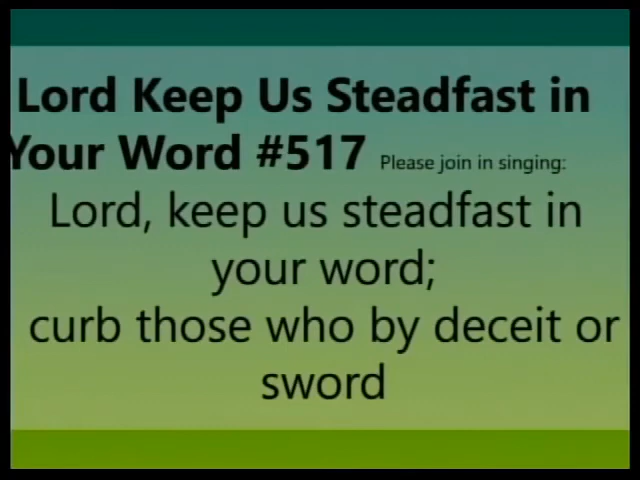 Lord Keep Us Steadfast in
Your Word #517 Please join in singing:
Lord, keep us steadfast in
your word;
curb those who by deceit or
sword